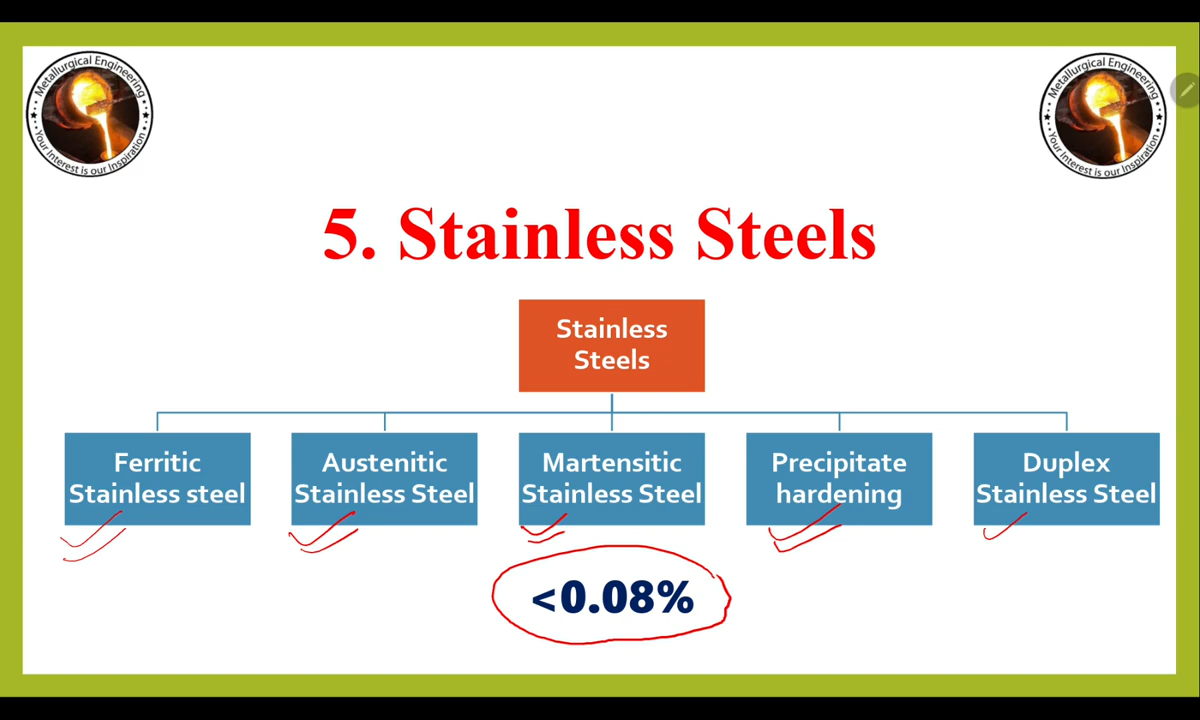 Metallurgical Engineering
Your Interest is our Inspiration
Metallurgical Engineering
Your Interest is our Inspiration
5. Stainless Steels
Stainless
Steels
Ferritic
Stainless steel
Austenitic
Stainless Steel
Martensitic
Stainless Steel
Precipitate
hardening
Duplex
Stainless Steel
<0.08%